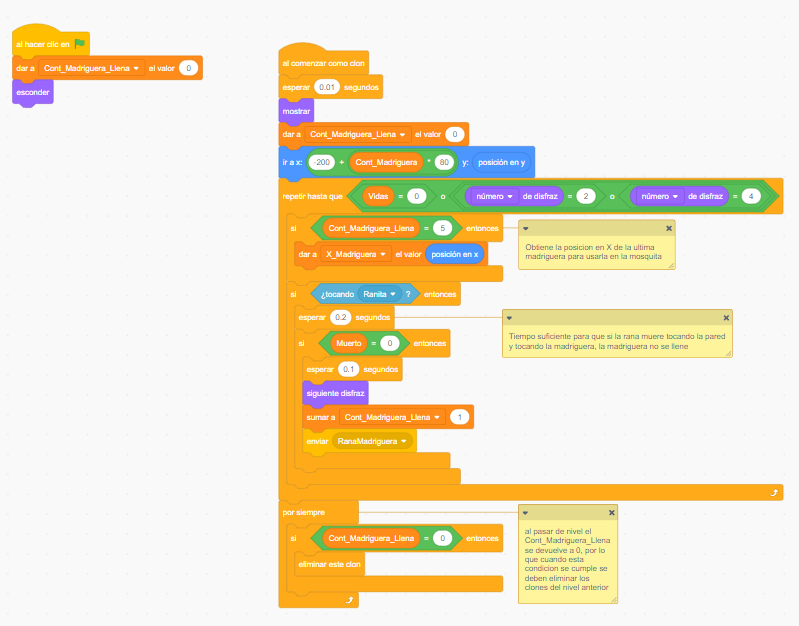 al hacer clic en
dar a Cont_Madriguera_Llena el valor 0
esconder
al comenzar como clon
esperar 0.01 segundos
mostrar
dar a Cont_Madriguera_Llena el valor 0
ir a x: -200 + Cont_Madriguera * 80 y: posición en y
repetir hasta que Vidas = 0 o número de disfraz = 2 o número de disfraz = 4
si Cont_Madriguera_Llena = 5 entonces
dar a X_Madriguera el valor posición en x
Obtiene la posicion en X de la ultima
madriguera para usarla en la mosquita
si ¿tocando Ranita ? entonces
esperar 0.2 segundos
Tiempo suficiente para que si la rana muere tocando la pared
y tocando la madriguera, la madriguera no se llene
si Muerto = 0 entonces
esperar 0.1 segundos
siguiente disfraz
sumar a Cont_Madriguera_Llena 1
enviar RanaMadriguera
por siempre
si Cont_Madriguera_Llena = 0 entonces
eliminar este clon
al pasar de nivel el
Cont_Madriguera_Llena
se devuelve a 0, por lo
que cuando esta
condicion se cumple se
deben eliminar los
clones del nivel anterior